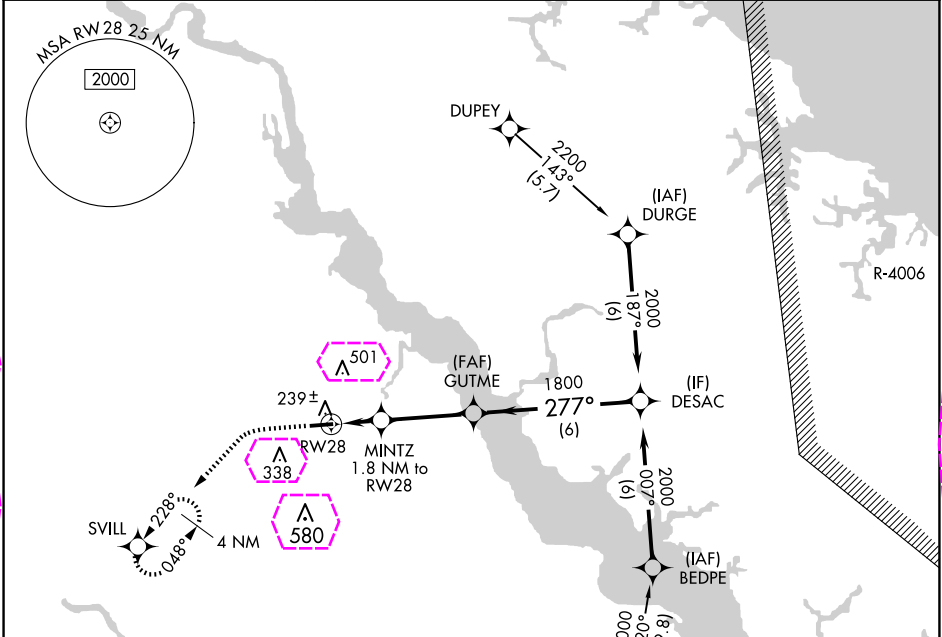 MSA RW 28 25 NM
2000
DUPEY
2200
143°
(5.7)
(IAF)
DURGE
R-4006
2000
187°
(6)
501
(FAF)
GUTME
1800
277°
(6)
(IF)
DESAC
239±
RW28
MINTZ
1.8 NM to
RW28
338
2000
007°
(6)
580
SVILL
228°
048°
4 NM
(IAF)
BEDPE